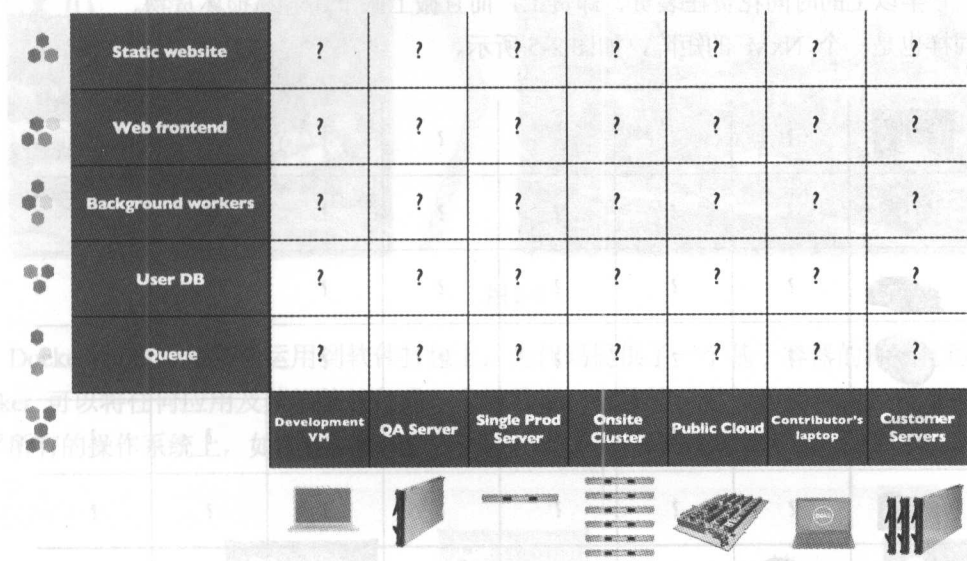 Static website ? ? ? ? ? ? ?
Web frontend ? ? ? ? ? ? ?
Background workers ? ? ? ? ? ? ?
User DB ? ? ? ? ? ? ?
Queue ? ? ? ? ? ? ?
Development VM QA Server Single Prod Server Onsite Cluster Public Cloud Contributor's laptop Customer Servers
DELL